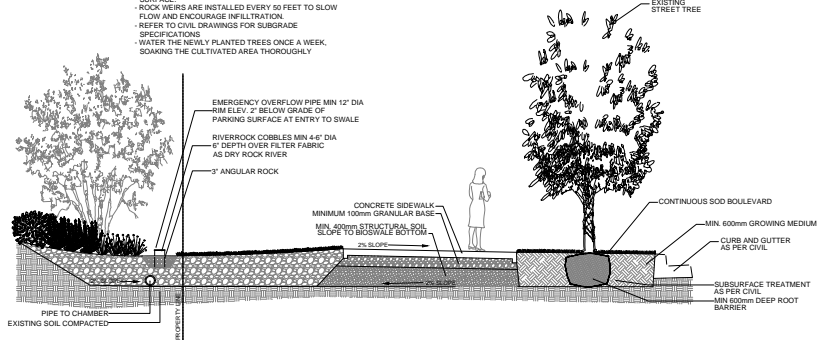 SURFACE.
- ROCK WEIRS ARE INSTALLED EVERY 50 FEET TO SLOW
FLOW AND ENCOURAGE INFILLTRATION.
- REFER TO CIVIL DRAWINGS FOR SUBGRADE
SPECIFICATIONS
- WATER THE NEWLY PLANTED TREES ONCE A WEEK,
SOAKING THE CULTIVATED AREA THOROUGHLY
EXISTING
STREET TREE
EMERGENCY OVERFLOW PIPE MIN 12" DIA
RIM ELEV. 2" BELOW GRADE OF
PARKING SURFACE AT ENTRY TO SWALE
RIVERROCK COBBLES MIN 4-6" DIA
6" DEPTH OVER FILTER FABRIC
AS DRY ROCK RIVER
3" ANGULAR ROCK
CONCRETE SIDEWALK
MINIMUM 100mm GRANULAR BASE
MIN. 400mm STRUCTURAL SOIL
SLOPE TO BIOSWALE BOTTOM
2% SLOPE
2% SLOPE
CONTINUOUS SOD BOULEVARD
MIN. 600mm GROWING MEDIUM
CURB AND GUTTER
AS PER CIVIL
SUBSURFACE TREATMENT
AS PER CIVIL
MIN 600mm DEEP ROOT
BARRIER
PIPE TO CHAMBER
EXISTING SOIL COMPACTED
PROPERTY LINE